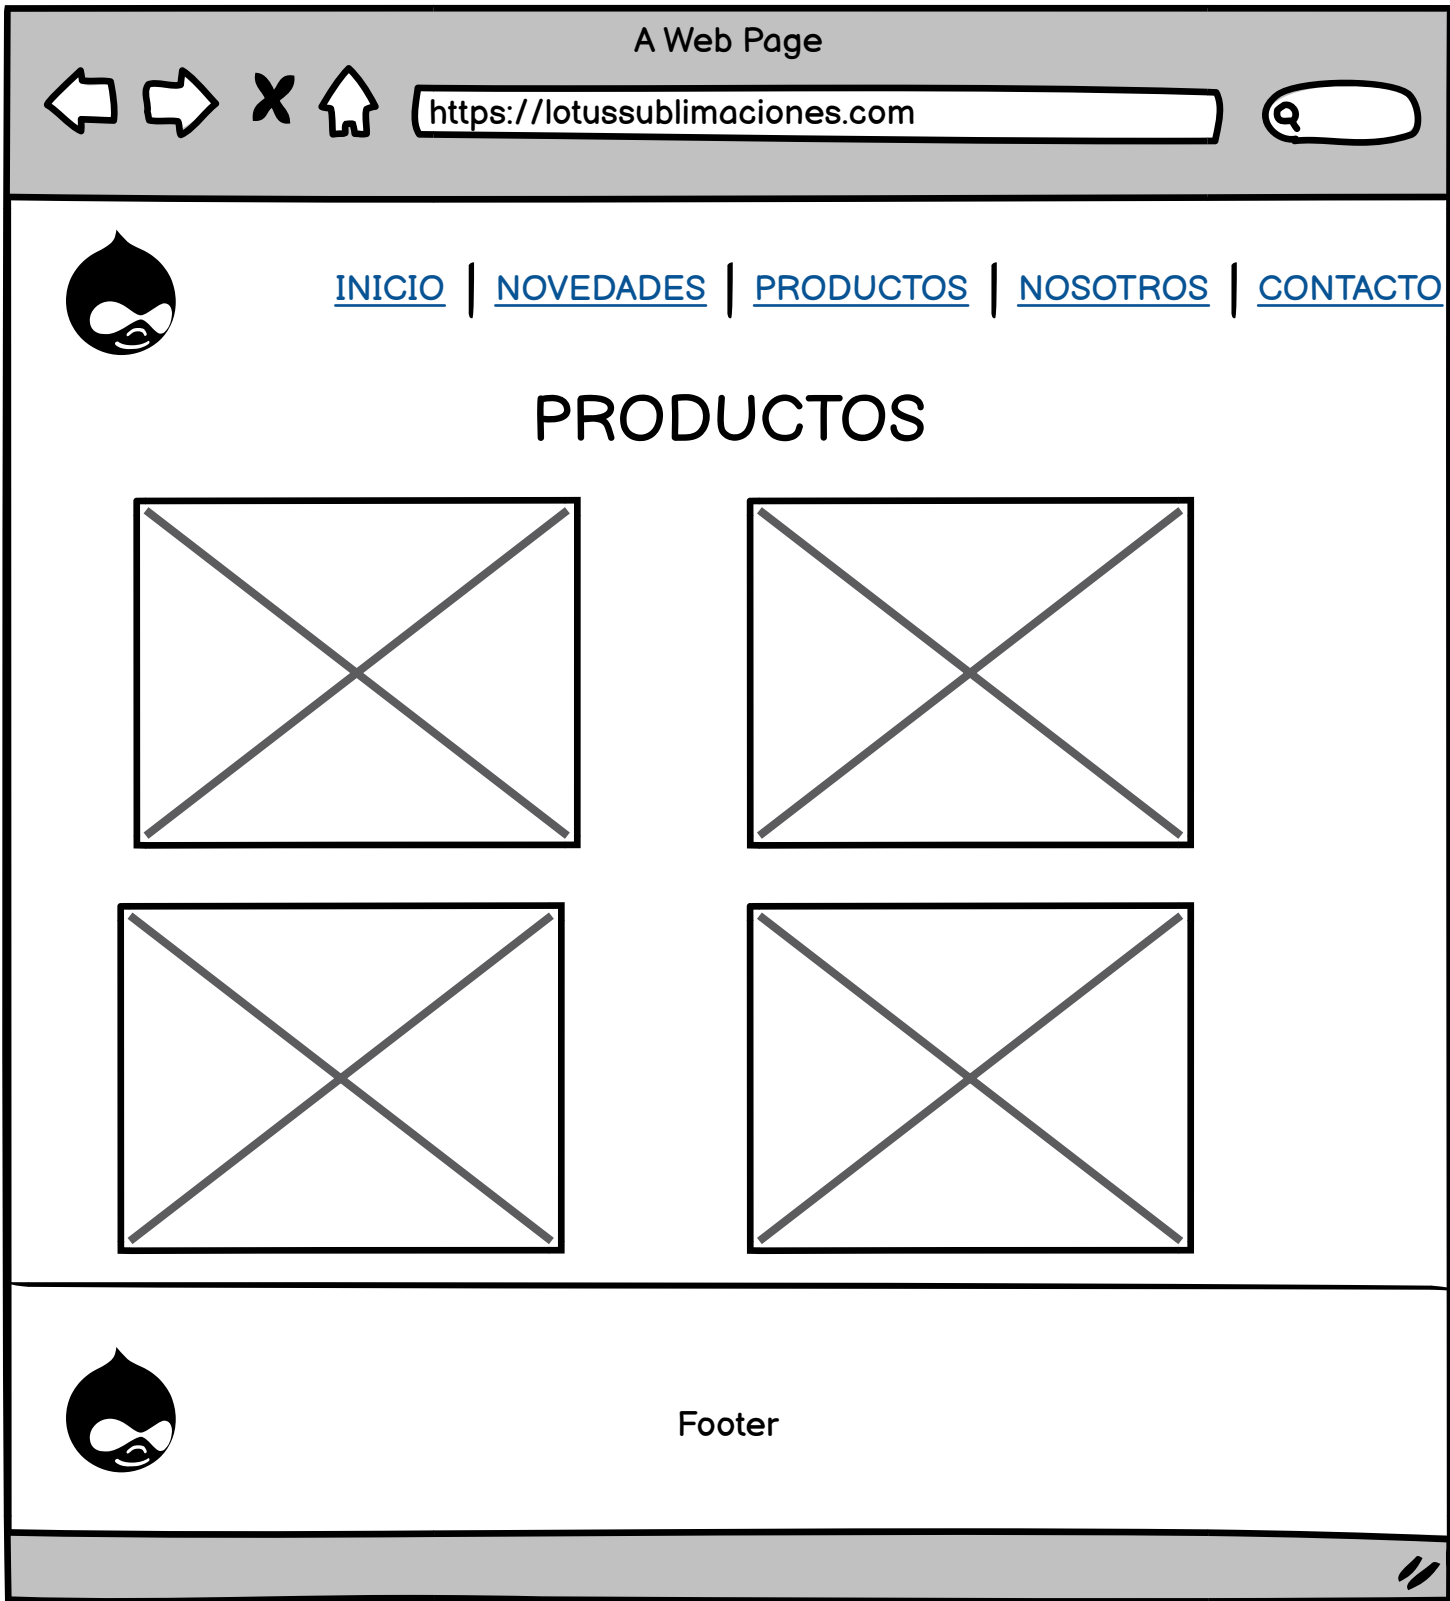 A Web Page
https://lotussublimaciones.com
INICIO | NOVEDADES | PRODUCTOS | NOSOTROS | CONTACTO
PRODUCTOS
Footer